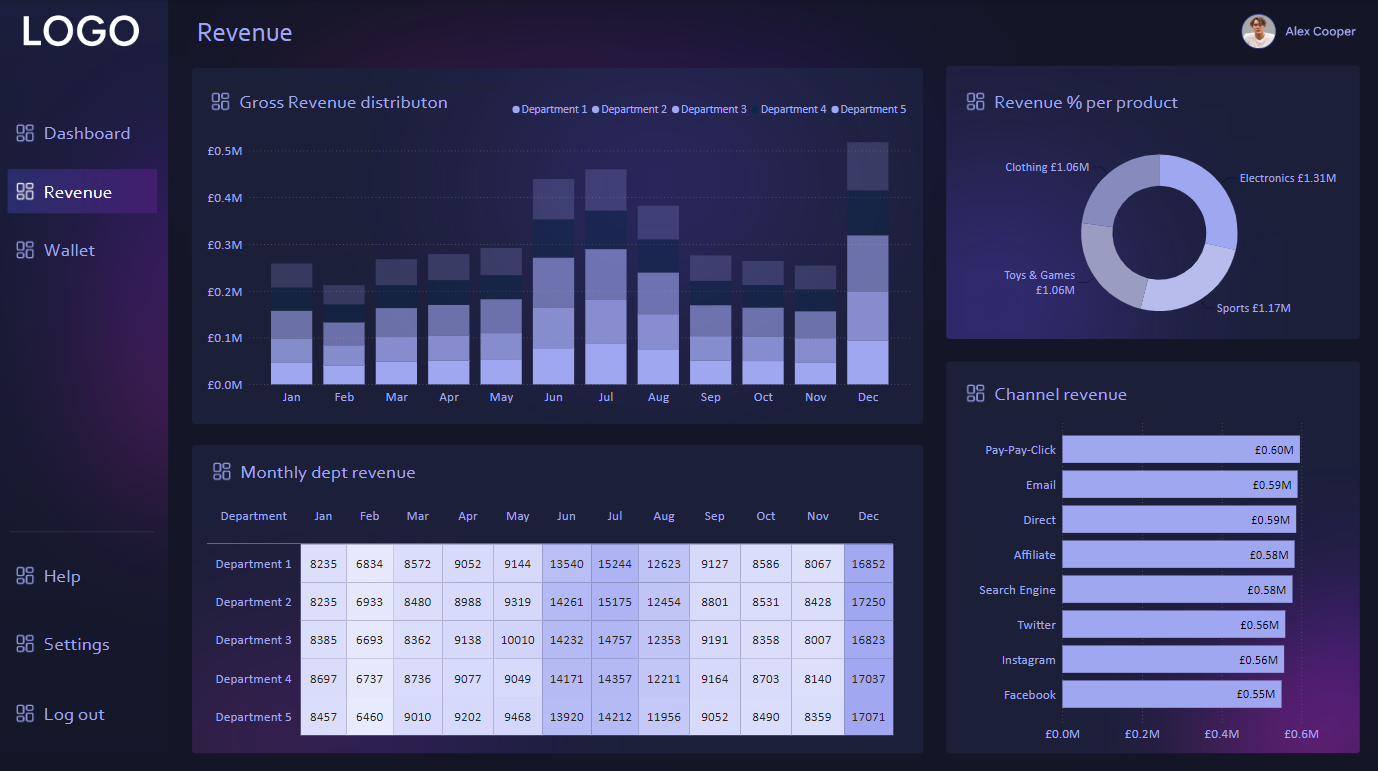 LOGO
Revenue
Alex Cooper
Dashboard
Revenue
Wallet
Help
Settings
Log out
Gross Revenue distributon
Department 1 Department 2 Department 3 Department 4 Department 5
£0.5M
£0.4M
£0.3M
£0.2M
£0.1M
£0.0M
Jan Feb Mar Apr May Jun Jul Aug Sep Oct Nov Dec
Monthly dept revenue
Department Jan Feb Mar Apr May Jun Jul Aug Sep Oct Nov Dec
Department 1 8235 6834 8572 9052 9144 13540 15244 12623 9127 8586 8067 16852
Department 2 8235 6933 8480 8988 9319 14261 15175 12454 8801 8531 8428 17250
Department 3 8385 6693 8362 9138 10010 14232 14757 12353 9191 8358 8007 16823
Department 4 8697 6737 8736 9077 9049 14171 14357 12211 9164 8703 8140 17037
Department 5 8457 6460 9010 9202 9468 13920 14212 11956 9052 8490 8359 17071
Revenue % per product
Clothing £1.06M
Electronics £1.31M
Toys & Games
£1.06M
Sports £1.17M
Channel revenue
Pay-Pay-Click £0.60M
Email £0.59M
Direct £0.59M
Affiliate £0.58M
Search Engine £0.58M
Twitter £0.56M
Instagram £0.56M
Facebook £0.55M
£0.0M £0.2M £0.4M £0.6M